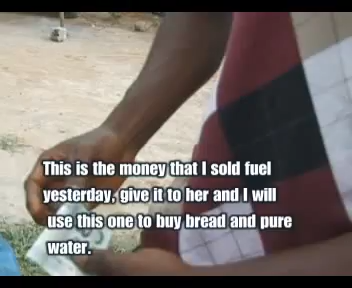 This is the money that I sold fuel
yesterday, give it to her and I will
use this one to buy bread and pure
water.